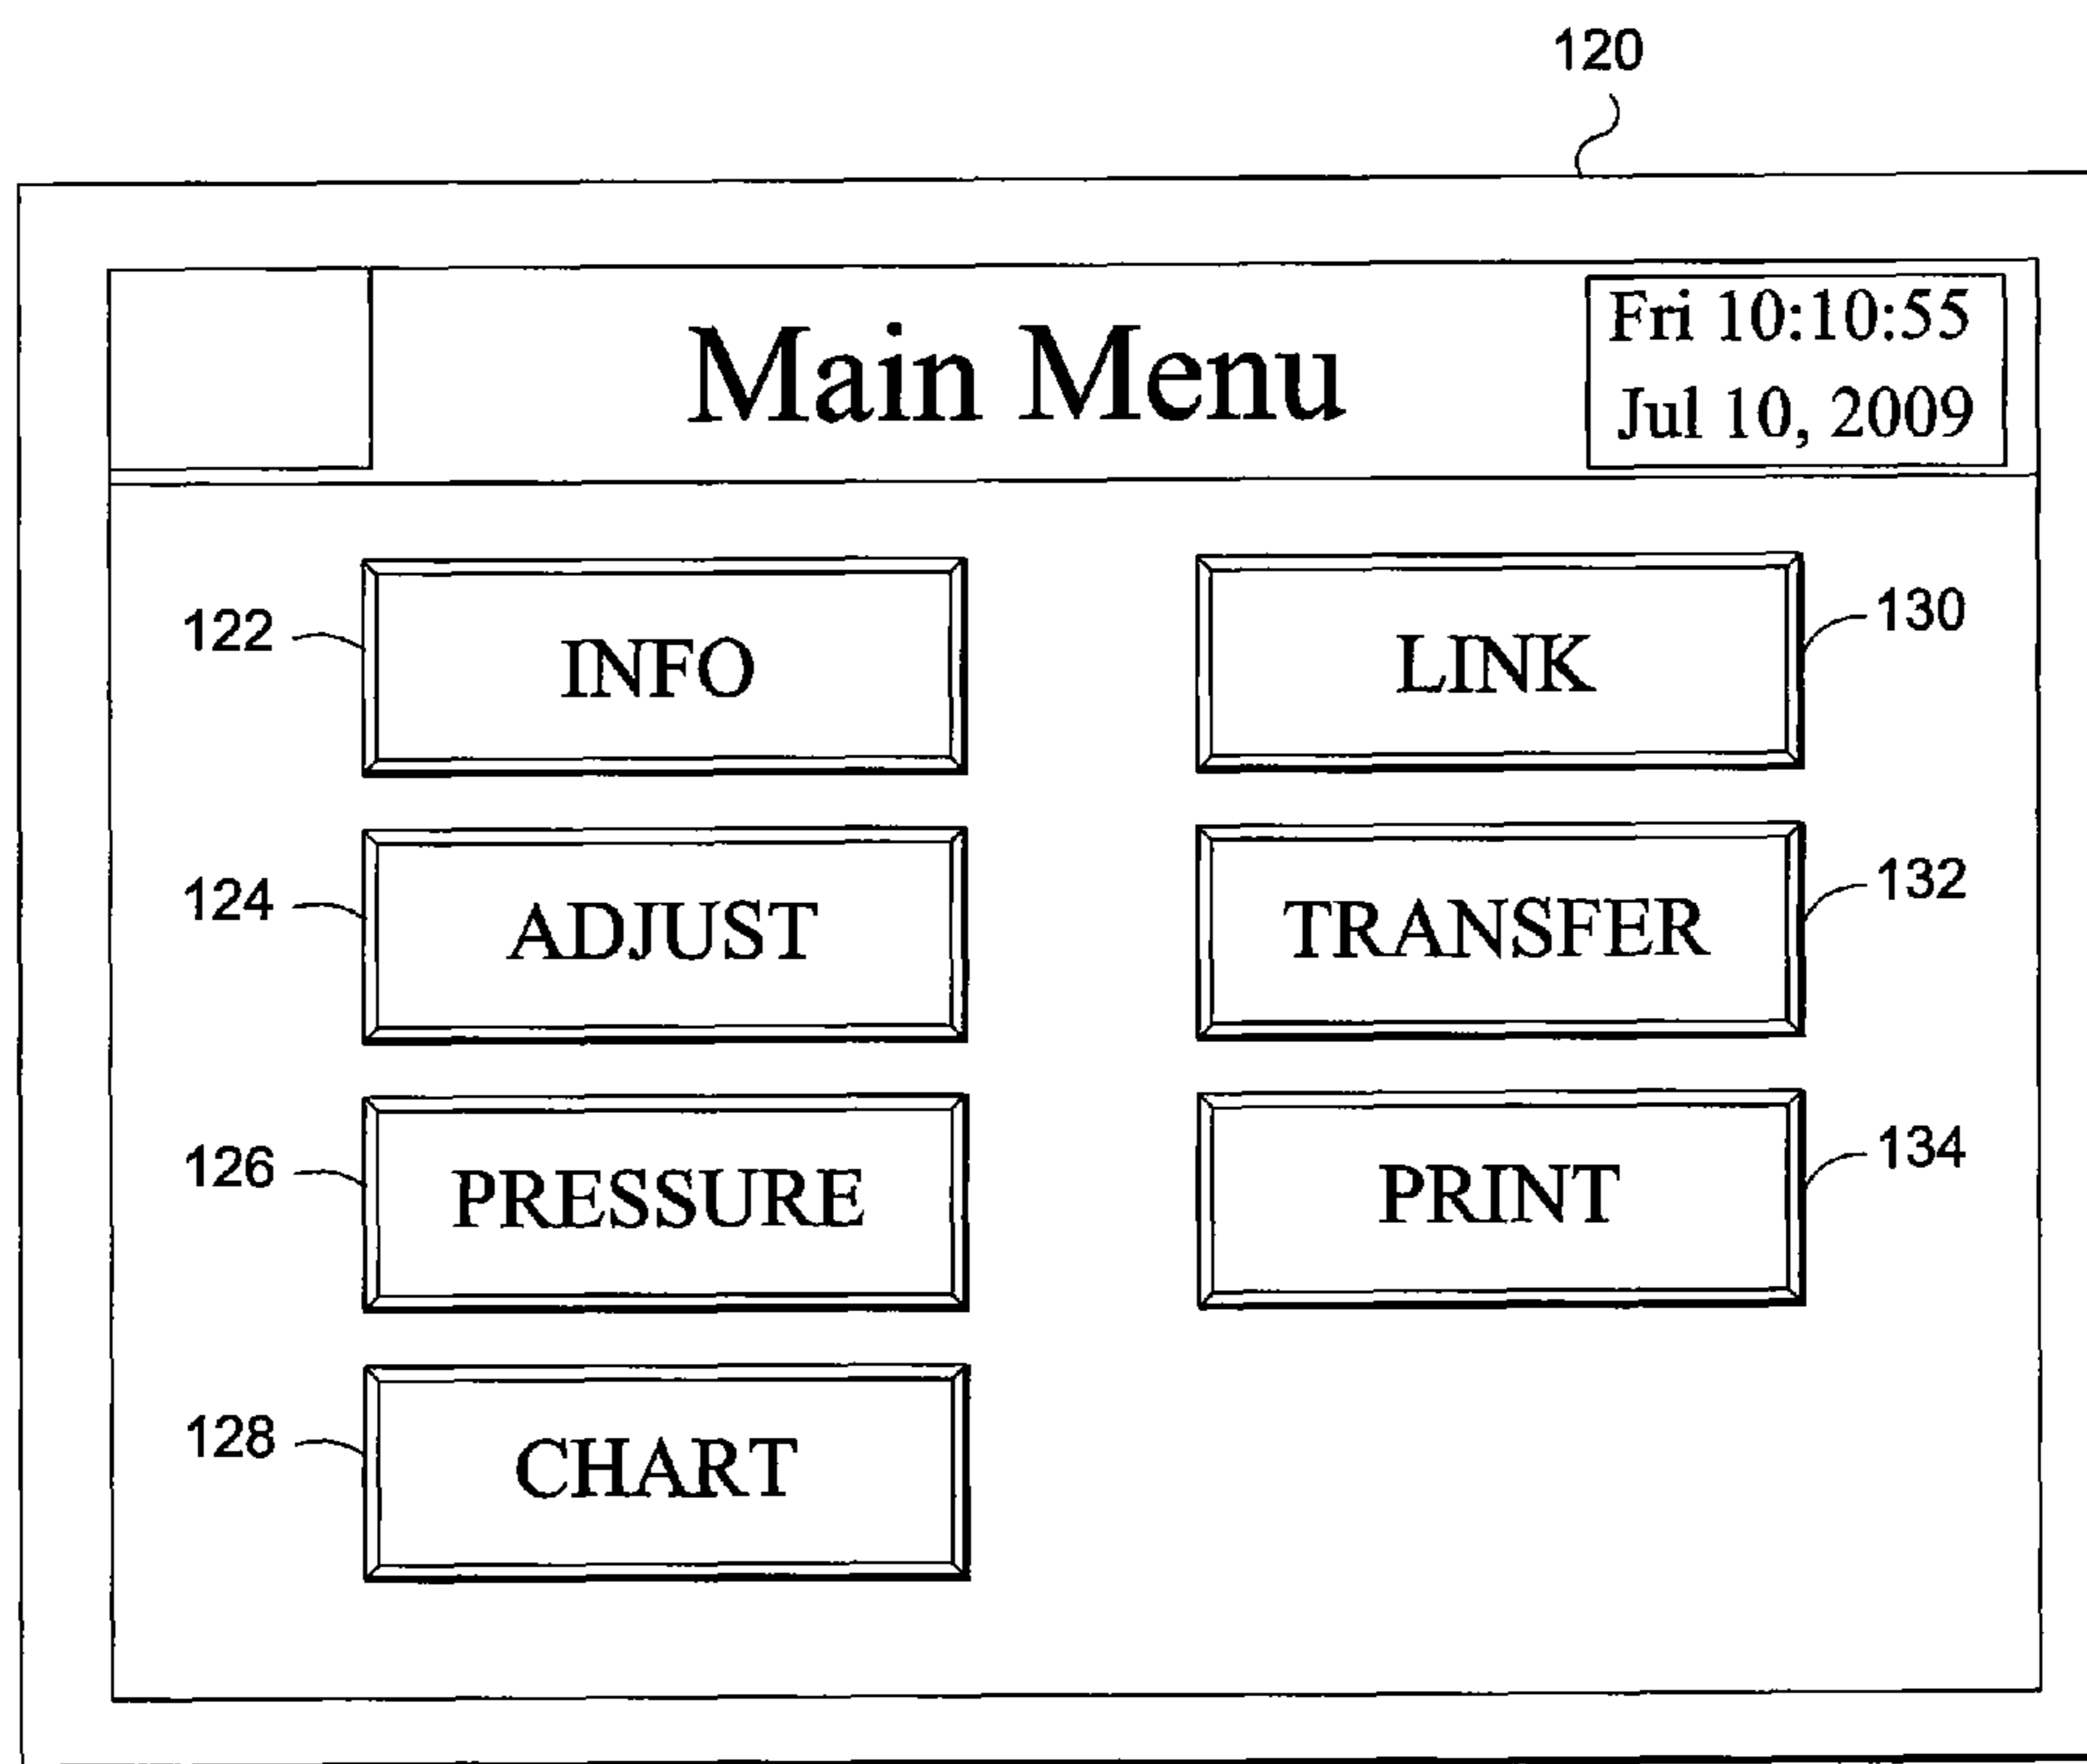 120
Main Menu
Fri 10:10:55
Jul 10, 2009
122
INFO
LINK
130
124
ADJUST
TRANSFER
132
126
PRESSURE
PRINT
134
128
CHART